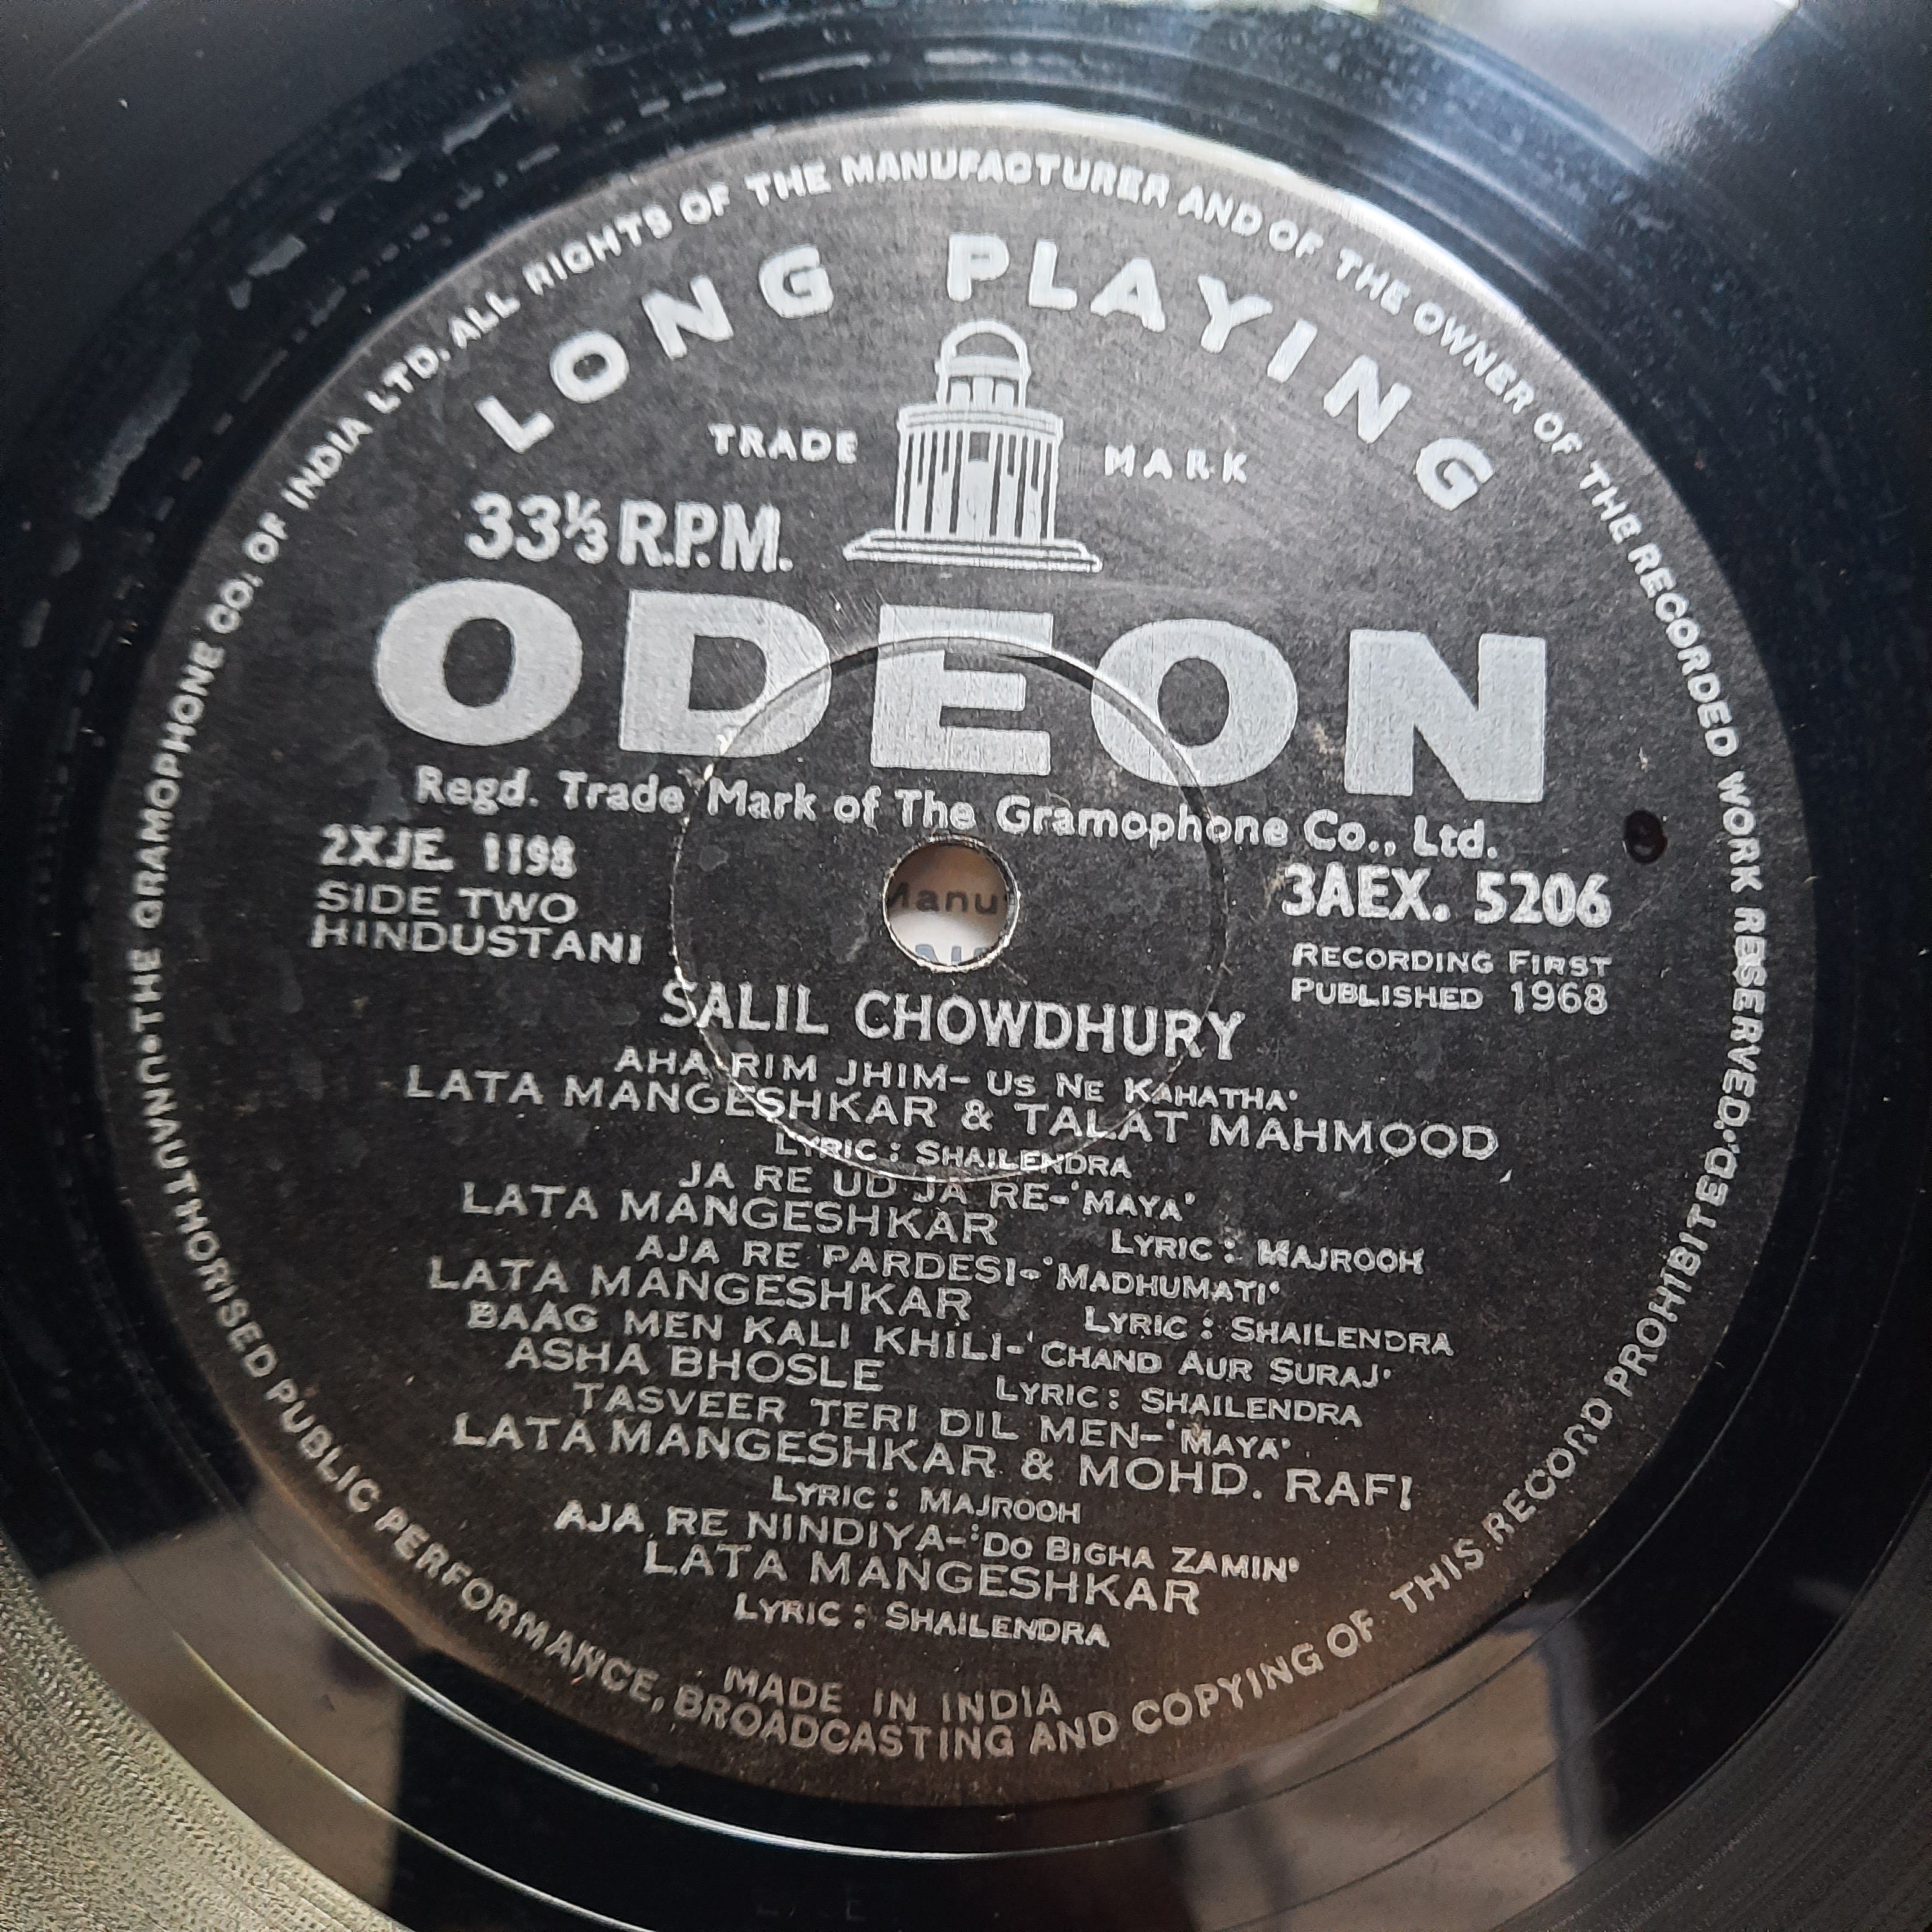 THE GRAMOPHONE CO: OF INDIA LTD. ALL RIGHTS OF THE MANUFACTURER AND OF THE OWNER OF THE RECORDED WORK RESERVED.
LONG PLAYING
TRADE MARK
33⅓ R.P.M.
ODEON
Regd. Trade Mark of The Gramophone Co., Ltd.
2XJE. 1198
3AEX. 5206
SIDE TWO
HINDUSTANI
RECORDING FIRST
PUBLISHED 1968
Manu
SALIL CHOWDHURY
AHA RIM JHIM- US NE KAHATHA'
LATA MANGESHKAR & TALAT MAHMOOD
LYRIC: SHAILENDRA
JA RE UD JA RE-'MAYA'
LATA MANGESHKAR LYRIC: MAJROOH
AJA RE PARDESI-'MADHUMATI'
LATA MANGESHKAR LYRIC: SHAILENDRA
BAAG MEN KALI KHILI-'CHAND AUR SURAJ'
ASHA BHOSLE LYRIC: SHAILENDRA
TASVEER TERI DIL MEN-'MAYA'
LATA MANGESHKAR & MOHD. RAFI
LYRIC: MAJROOH
AJA RE NINDIYA-'DO BIGHA ZAMIN'
LATA MANGESHKAR
LYRIC: SHAILENDRA
MADE IN INDIA
UNAUTHORISED PUBLIC PERFORMANCE, BROADCASTING AND COPYING OF THIS RECORD PROHIBITED.